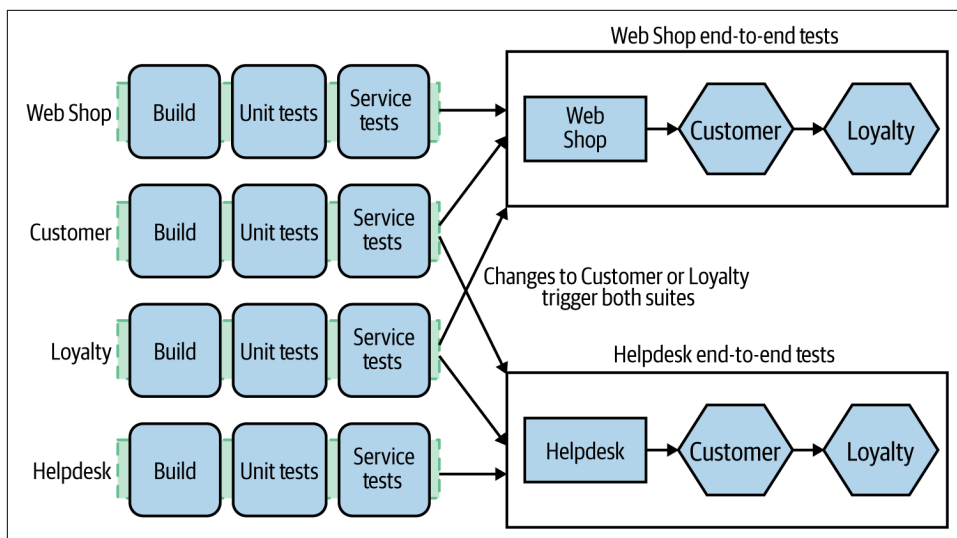 Web Shop end-to-end tests
Web Shop
Build
Unit tests
Service
tests
Web
Shop
Customer
Loyalty
Customer
Build
Unit tests
Service
tests
Changes to Customer or Loyalty
trigger both suites
Loyalty
Build
Unit tests
Service
tests
Helpdesk end-to-end tests
Helpdesk
Build
Unit tests
Service
tests
Helpdesk
Customer
Loyalty